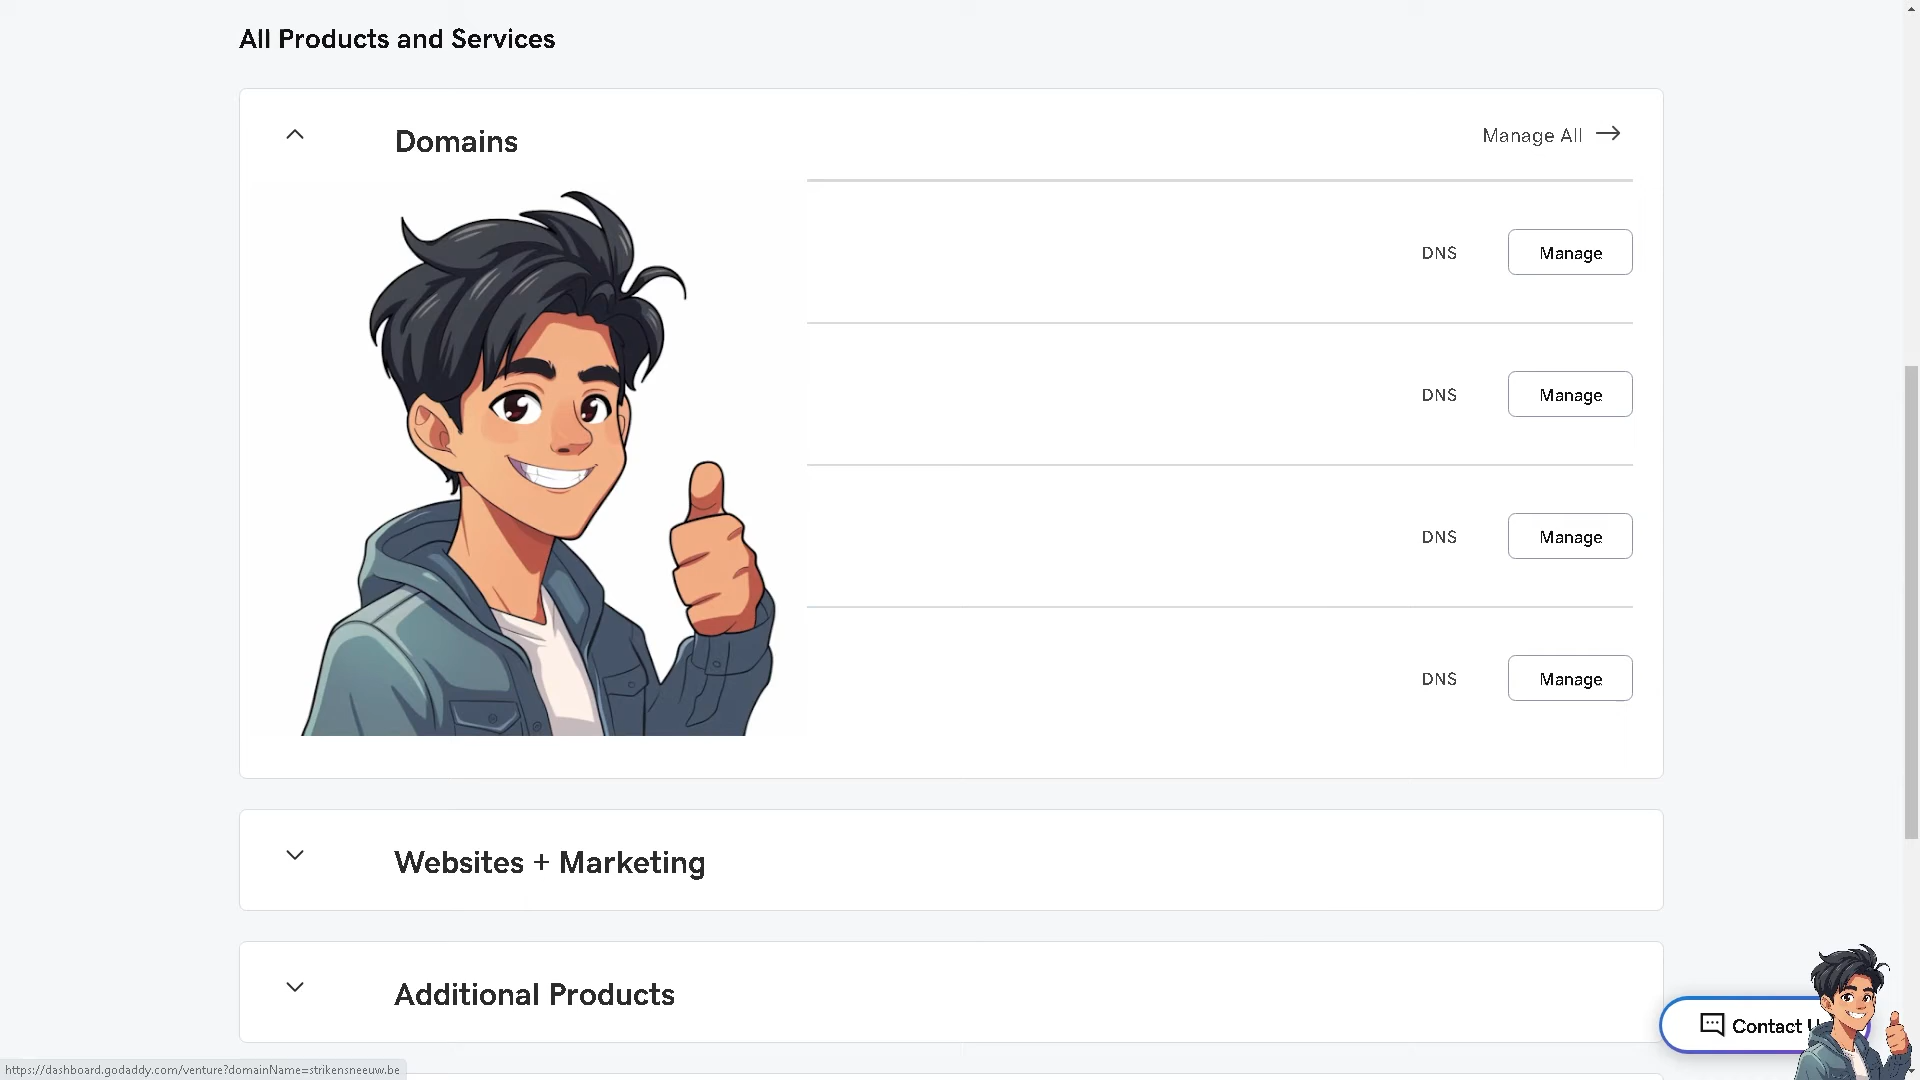 All Products and Services
Domains
Manage All
DNS
Manage
DNS
Manage
DNS
Manage
DNS
Manage
Websites + Marketing
Additional Products
Contact
https://dashboard.godaddy.com/venture?domainName=strikensneeuw.be